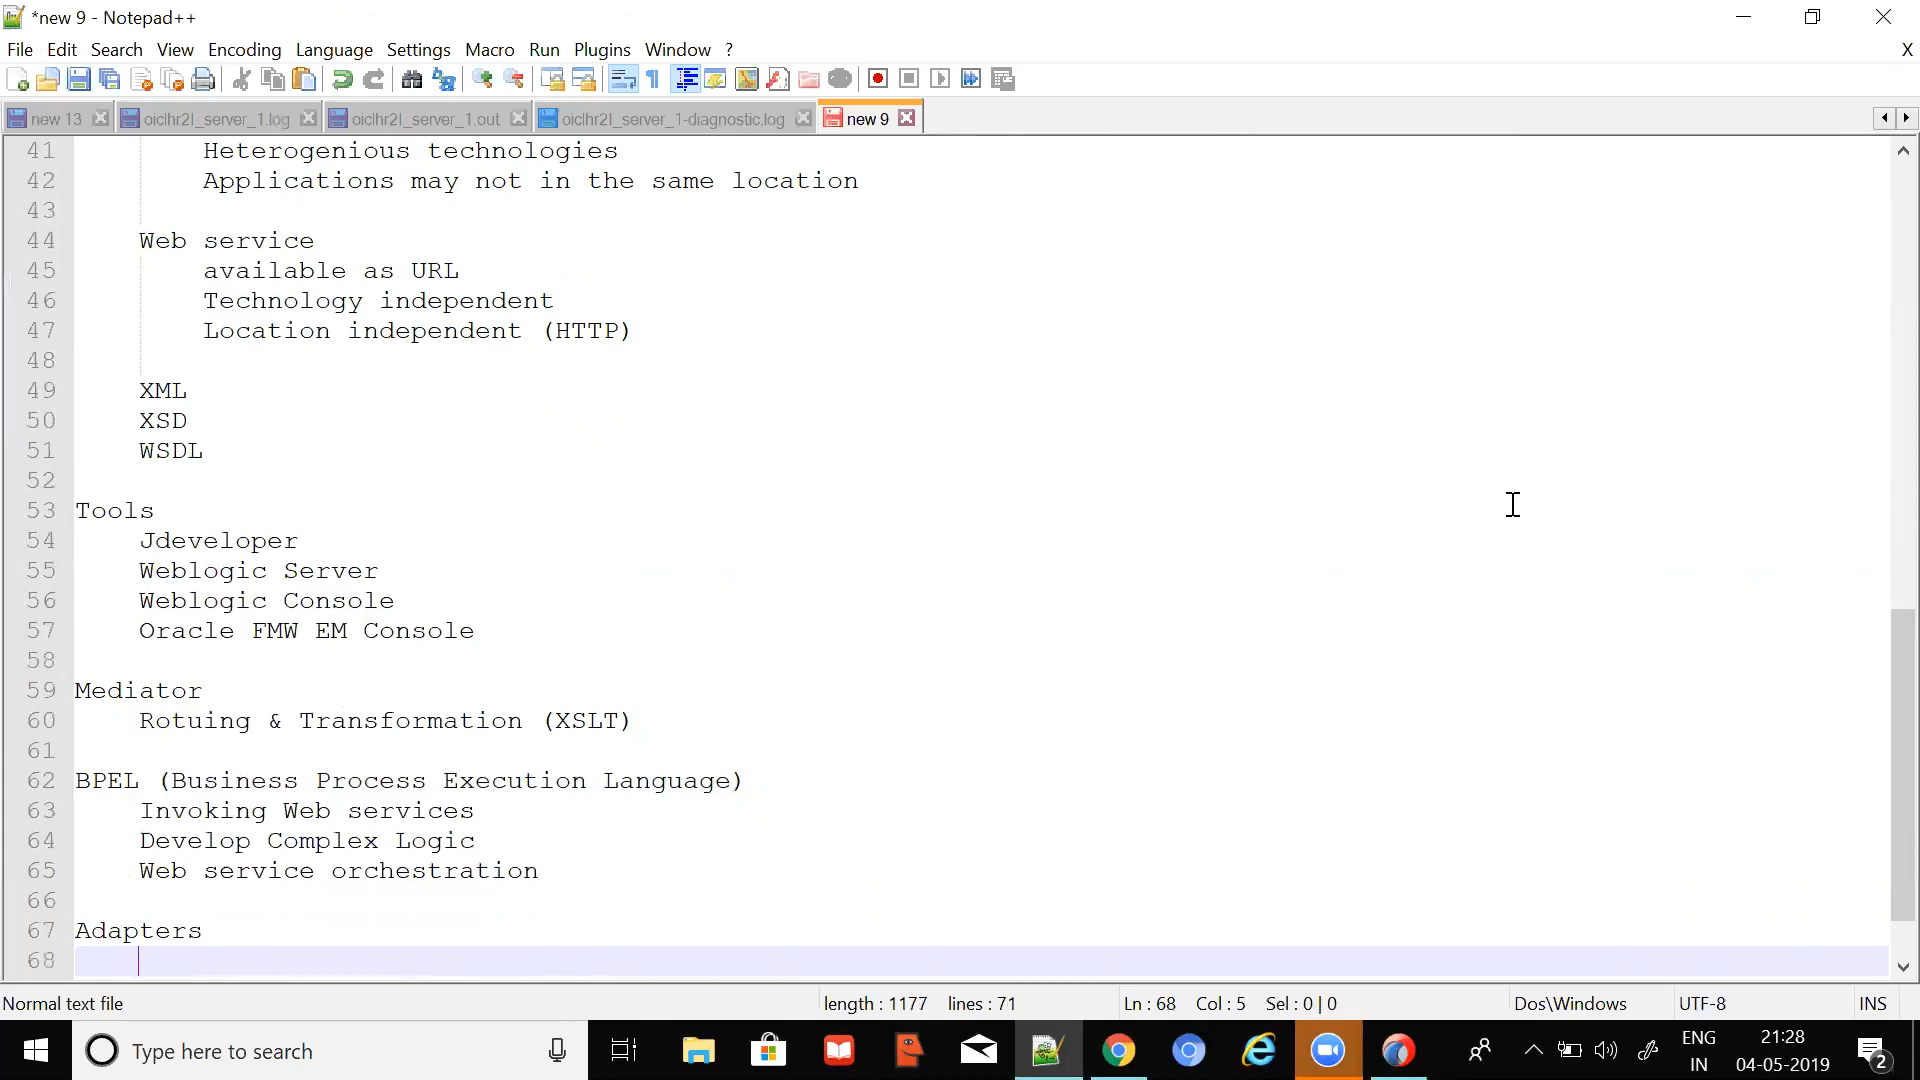 *new 9 - Notepad++
File Edit Search View Encoding Language Settings Macro Run Plugins Window ?
X
new 13 oiclhr2l_server_1.log oiclhr2l_server_1.out oiclhr2l_server_1-diagnostic.log new 9
41 Heterogenious technologies
42 Applications may not in the same location
43
44 Web service
45 available as URL
46 Technology independent
47 Location independent (HTTP)
48
49 XML
50 XSD
51 WSDL
52
53 Tools
54 Jdeveloper
55 Weblogic Server
56 Weblogic Console
57 Oracle FMW EM Console
58
59 Mediator
60 Rotuing & Transformation (XSLT)
61
62 BPEL (Business Process Execution Language)
63 Invoking Web services
64 Develop Complex Logic
65 Web service orchestration
66
67 Adapters
68
Normal text file length : 1177 lines : 71 Ln : 68 Col : 5 Sel : 0 | 0 Dos\Windows UTF-8 INS
Type here to search
ENG 21:28
IN 04-05-2019
2